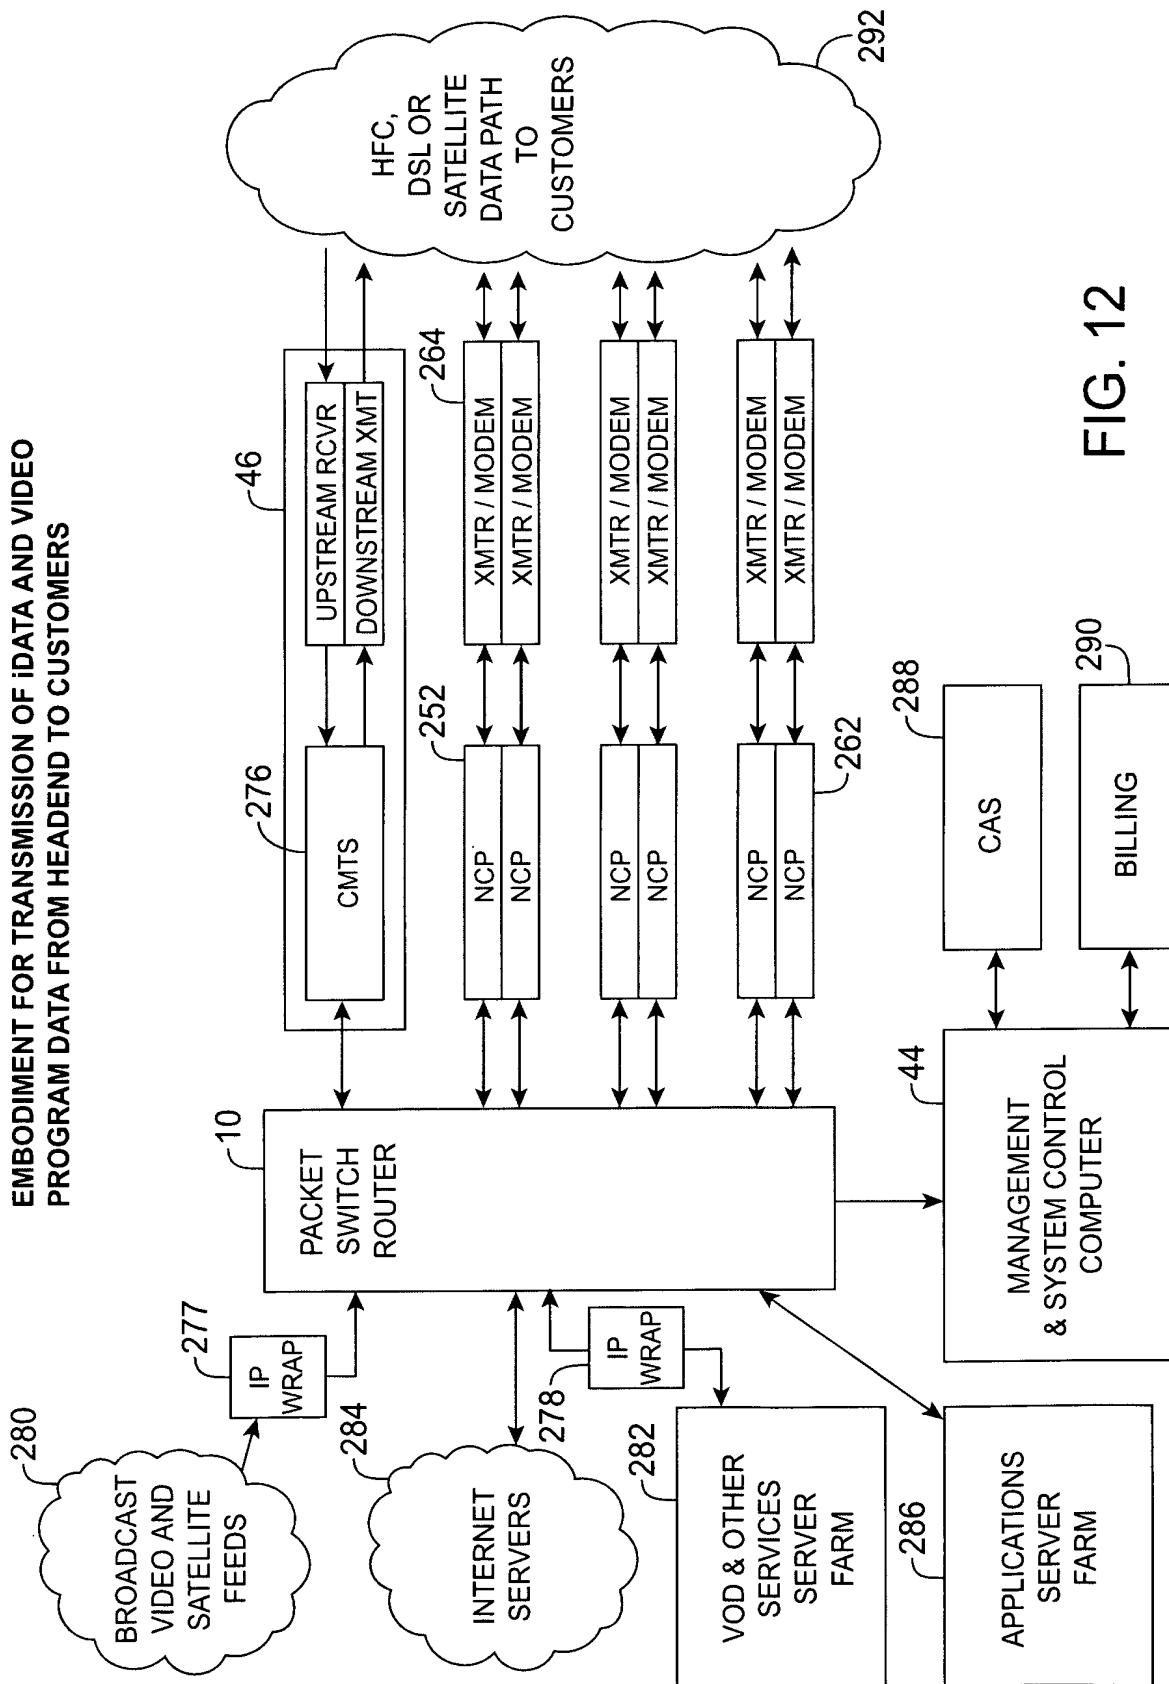 EMBODIMENT FOR TRANSMISSION OF iDATA AND VIDEO
PROGRAM DATA FROM HEADEND TO CUSTOMERS
280
BROADCAST
VIDEO AND
SATELLITE
FEEDS
277
IP
WRAP
284
INTERNET
SERVERS
278
IP
WRAP
282
VOD & OTHER
SERVICES
SERVER
FARM
286
APPLICATIONS
SERVER
FARM
10
PACKET
SWITCH
ROUTER
44
MANAGEMENT
& SYSTEM CONTROL
COMPUTER
276
CMTS
46
UPSTREAM RCVR
DOWNSTREAM XMT
252
NCP
NCP
264
XMTR / MODEM
XMTR / MODEM
NCP
NCP
XMTR / MODEM
XMTR / MODEM
NCP
NCP
262
XMTR / MODEM
XMTR / MODEM
288
CAS
290
BILLING
HFC,
DSL OR
SATELLITE
DATA PATH
TO
CUSTOMERS
292
FIG. 12